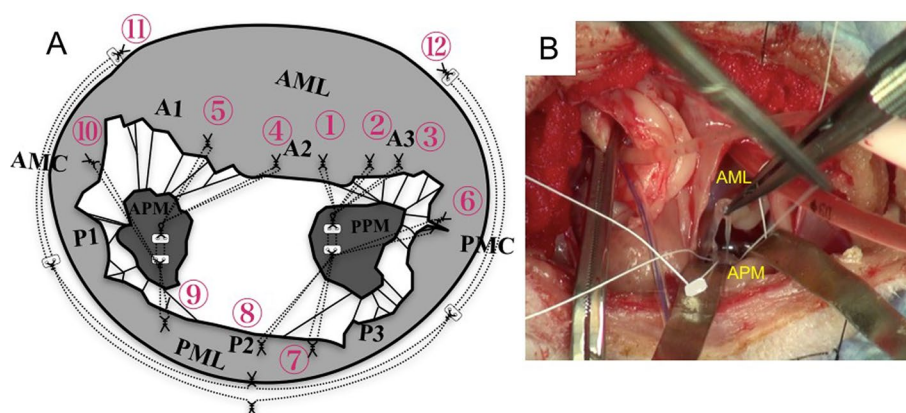 A
B
⑪
⑫
AML
A1
⑤
⑩
④
①
②
③
A2
A3
AMC
⑥
APM
PPM
P1
PMC
⑨
⑧
P2
⑦
P3
PML
AML
APM